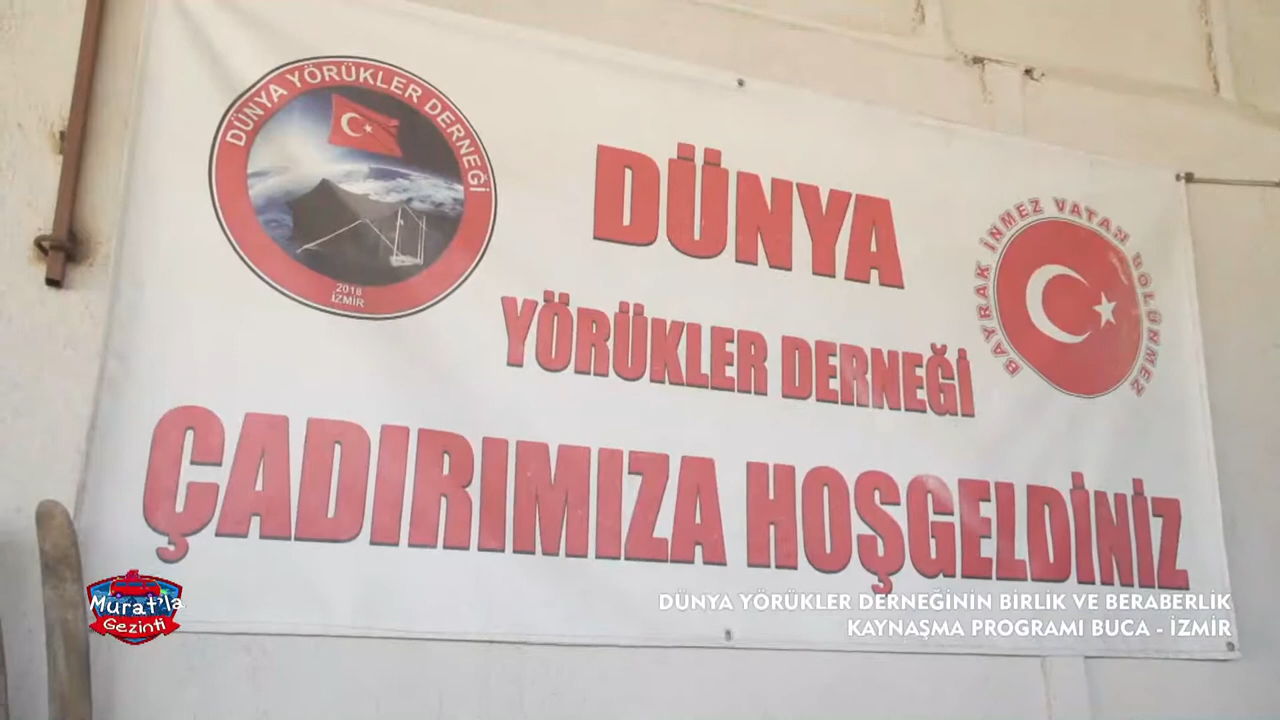 DÜNYA YÖRÜKLER DERNEĞİ
2018
İZMİR
DÜNYA
YÖRÜKLER DERNEĞİ
ÇADIRIMIZA HOŞGELDİNİZ
BAYRAK İNMEZ VATAN BÖLÜNMEZ
Murat'la
Gezinti
DÜNYA YÖRÜKLER DERNEĞİNİN BİRLİK VE BERABERLİK
KAYNAŞMA PROGRAMI BUCA - İZMİR